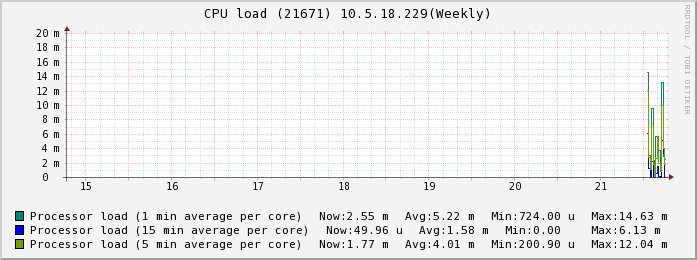 CPU load (21671) 10.5.18.229(Weekly)
RRDTOOL / TOBI OETIKER
20 m
18 m
16 m
14 m
12 m
10 m
8 m
6 m
4 m
2 m
0
15 16 17 18 19 20 21
Processor load (1 min average per core) Now:2.55 m Avg:5.22 m Min:724.00 u Max:14.63 m
Processor load (15 min average per core) Now:49.96 u Avg:1.58 m Min:0.00 Max:6.13 m
Processor load (5 min average per core) Now:1.77 m Avg:4.01 m Min:200.90 u Max:12.04 m